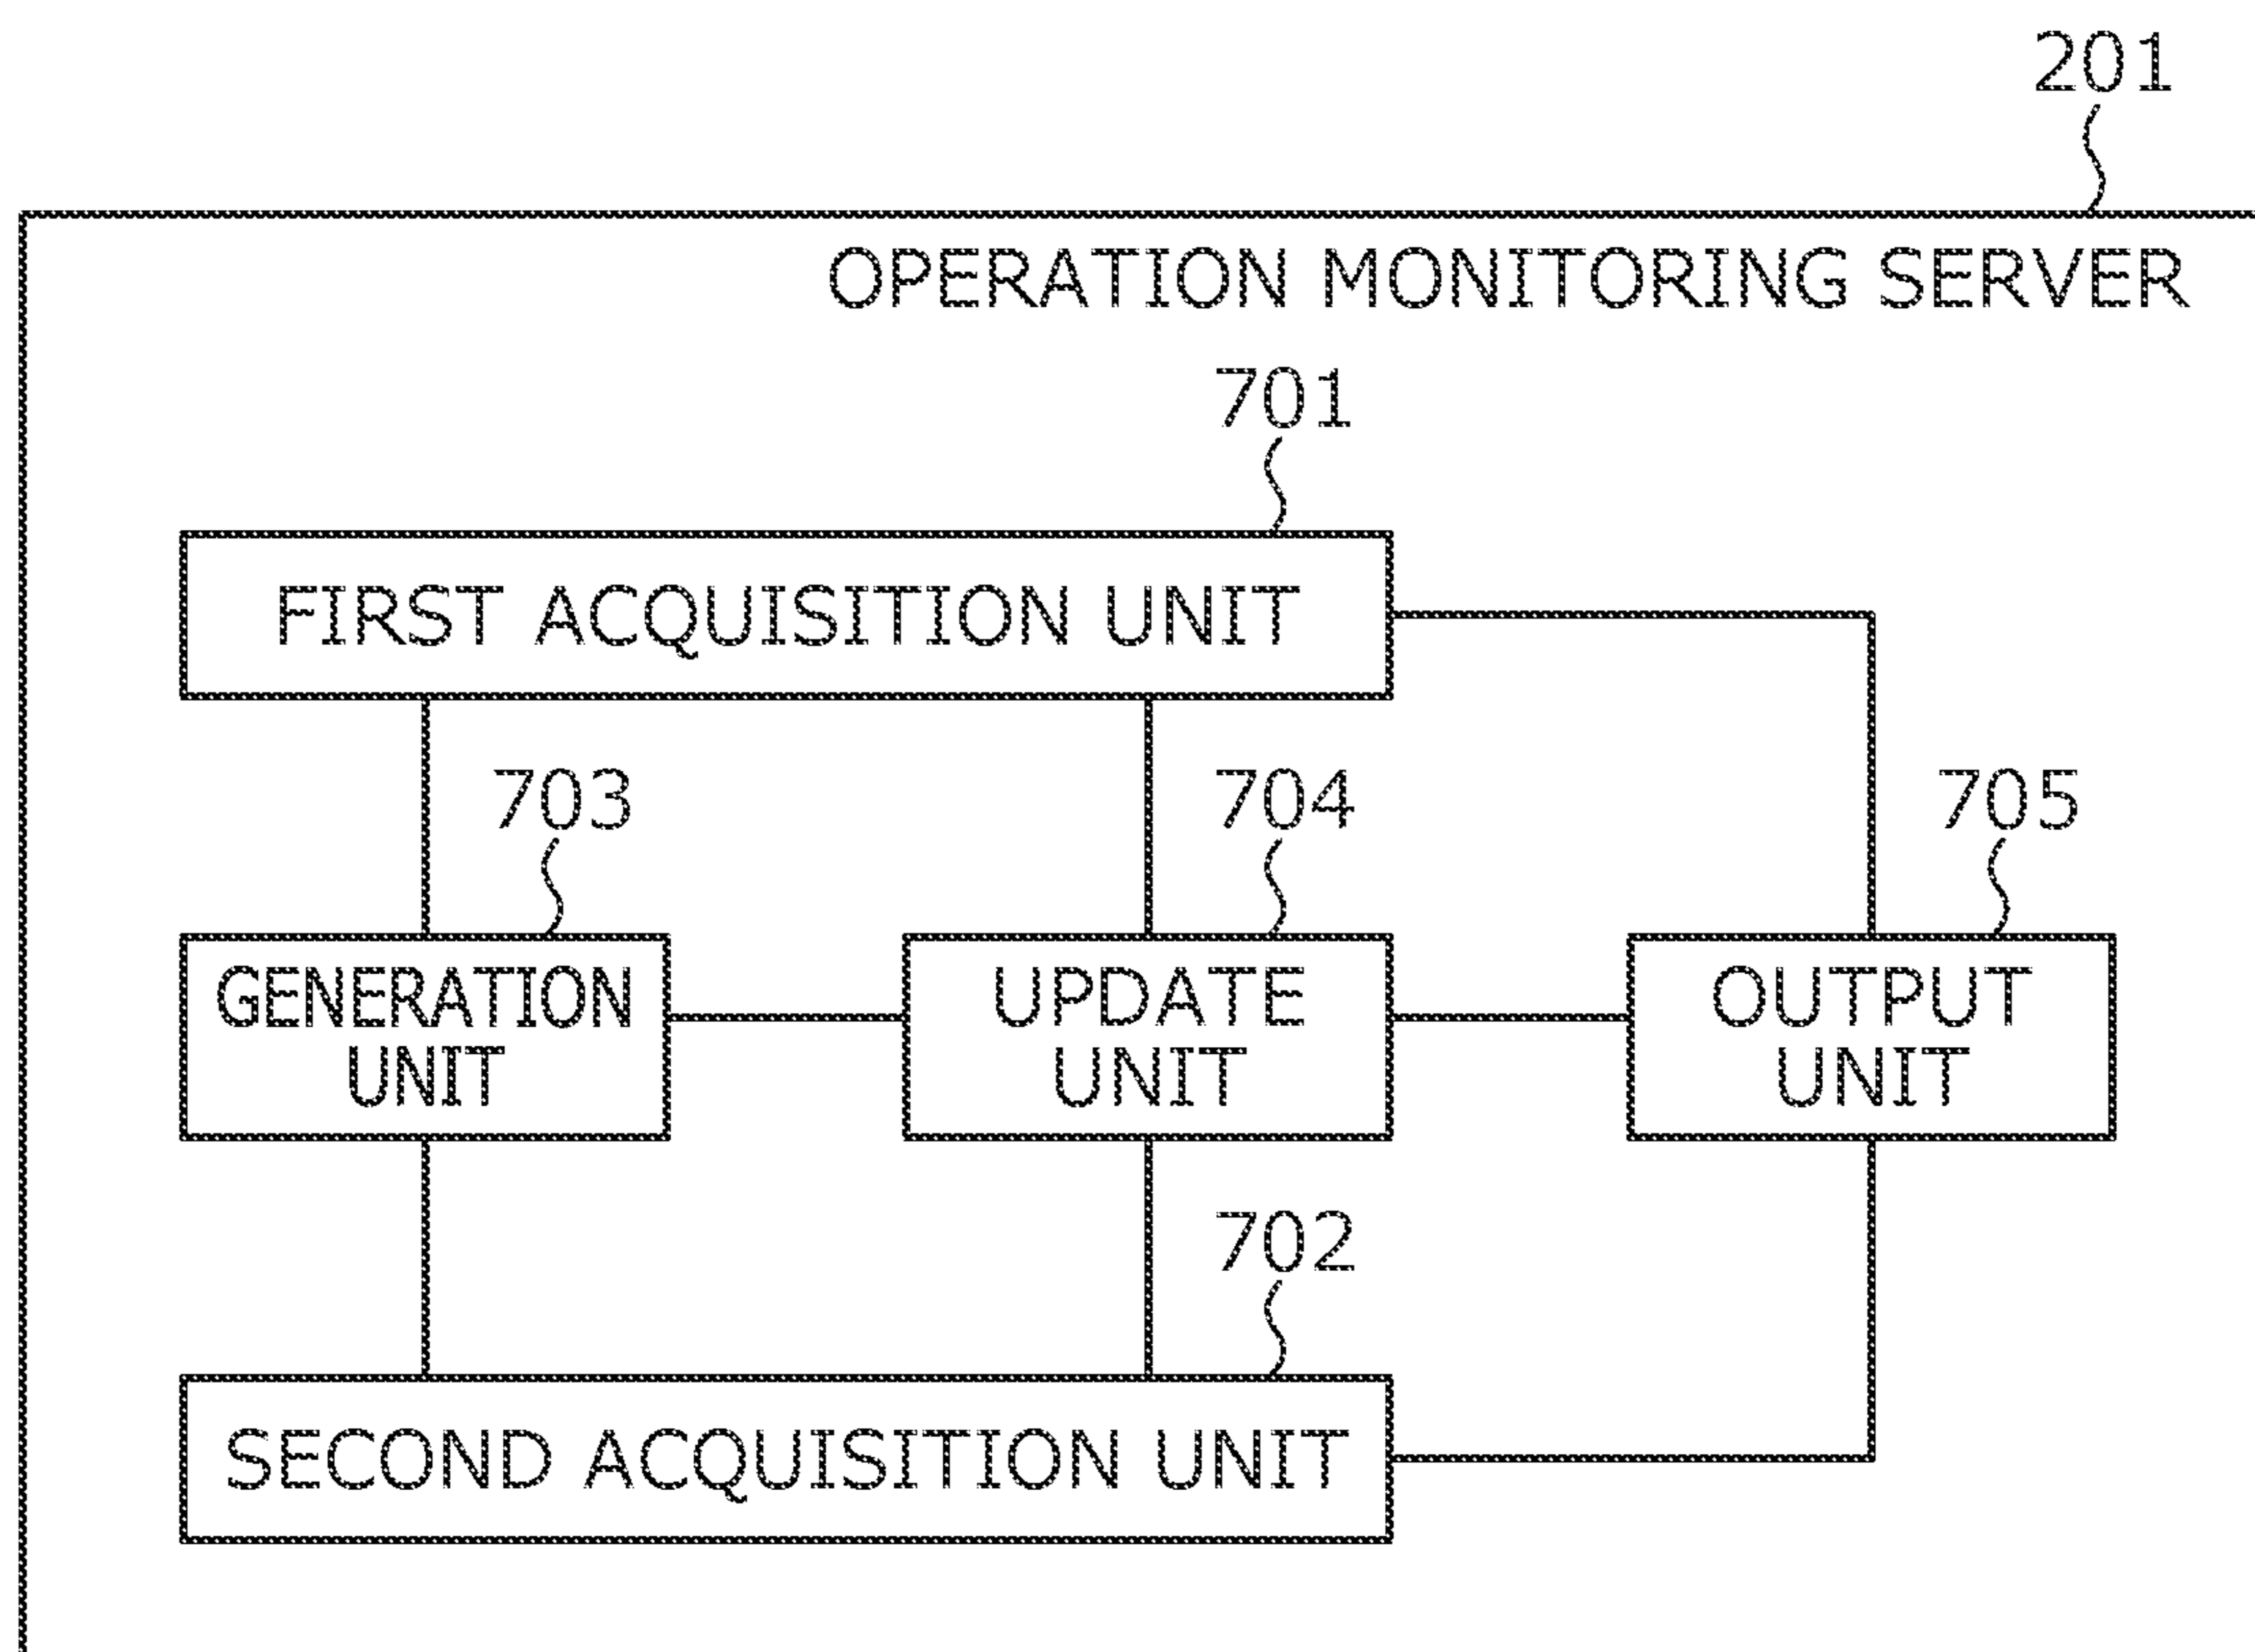 201
OPERATION MONITORING SERVER
701
FIRST ACQUISITION UNIT
703
704
705
GENERATION
UNIT
UPDATE
UNIT
OUTPUT
UNIT
702
SECOND ACQUISITION UNIT